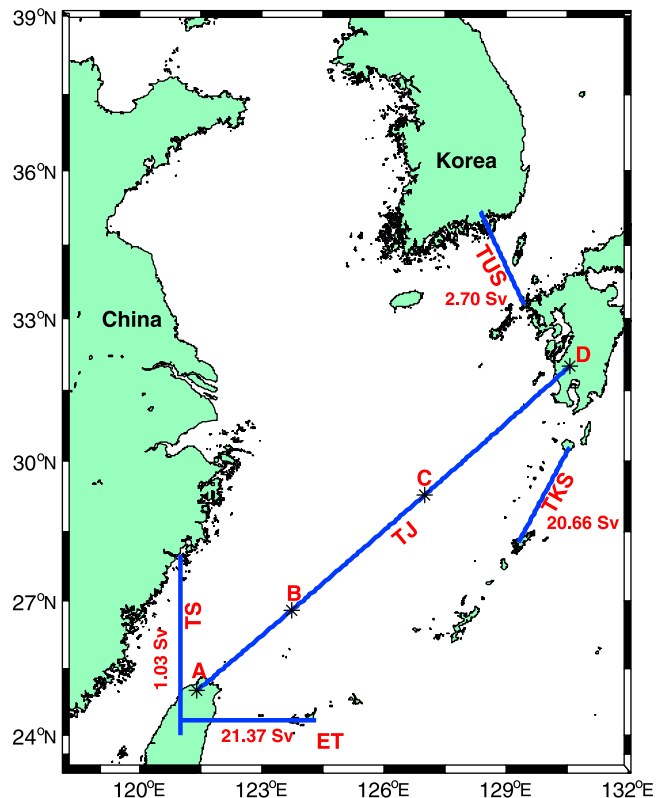 39°N
36°N
33°N
30°N
27°N
24°N
Korea
China
TUS
2.70 Sv
D
C
TKS
20.66 Sv
TJ
B
TS
1.03 Sv
A
21.37 Sv
ET
120°E
123°E
126°E
129°E
132°E